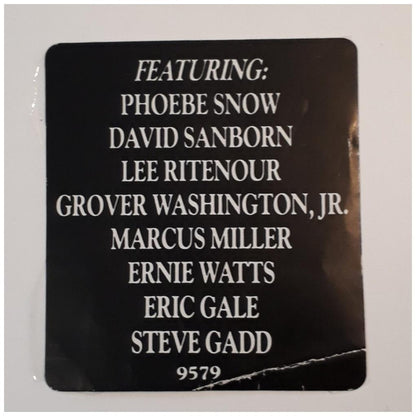 FEATURING:
PHOEBE SNOW
DAVID SANBORN
LEE RITENOUR
GROVER WASHINGTON, JR.
MARCUS MILLER
ERNIE WATTS
ERIC GALE
STEVE GADD
9579